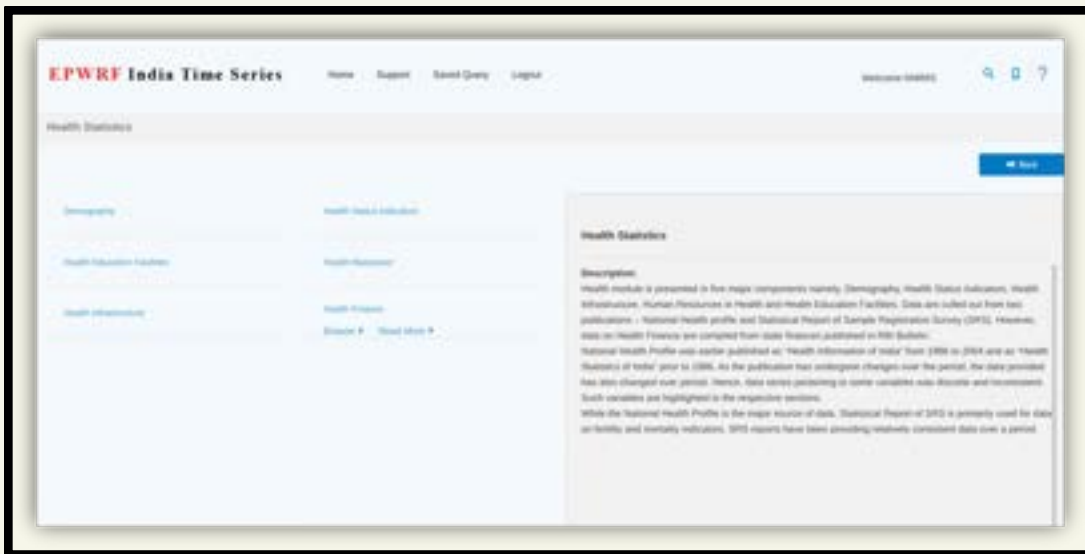 EPWRF India Time Series
Home Support Saved Query Logout
Welcome
?
Health Statistics
Back
Demography
Health Status Indicators
Health Education Facilities
Health Manpower
Health Infrastructure
Health Finance
Browse Read More
Health Statistics
Description:
Health module is presented in five major components namely, Demography, Health Status Indicators, Health
Infrastructure, Human Resources in Health and Health Education Facilities. Data are culled out from two
publications – National Health profile and Statistical Report of Sample Registration Survey (SRS). However,
data on Health Finance are compiled from state finances published in RBI Bulletin.
National Health Profile was earlier published as 'Health Information of India' from 1986 to 2004 and as 'Health
Statistics of India' prior to 1986. As the publication has undergone changes over the period, the data provided
has also changed over period. Hence, data series pertaining to some variables was discrete and inconsistent.
Such variables are highlighted in the respective sections.
While the National Health Profile is the major source of data, Statistical Report of SRS is primarily used for data
on fertility and mortality indicators. SRS reports have been providing relatively consistent data over a period.